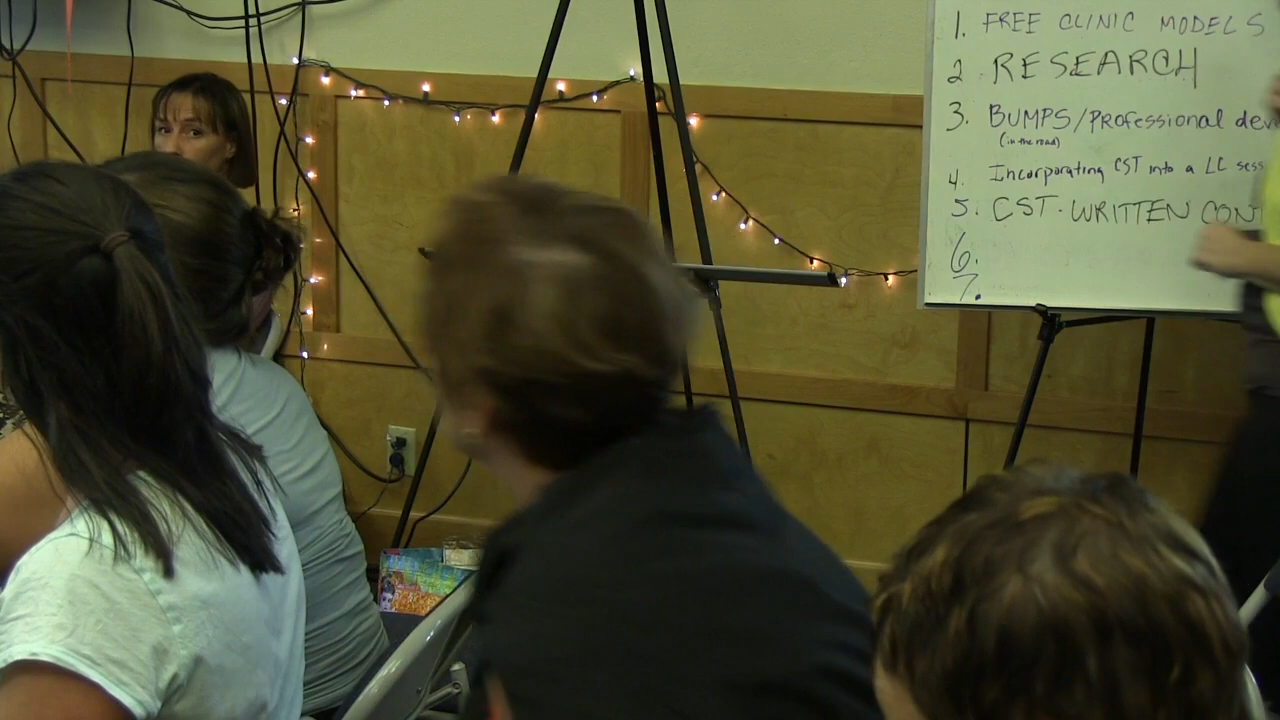 1. FREE CLINIC MODELS
2. RESEARCH
3. BUMPS/Professional dev
(in the road)
4. Incorporating CST into a LC sess
5. CST-WRITTEN CON
6.
7.